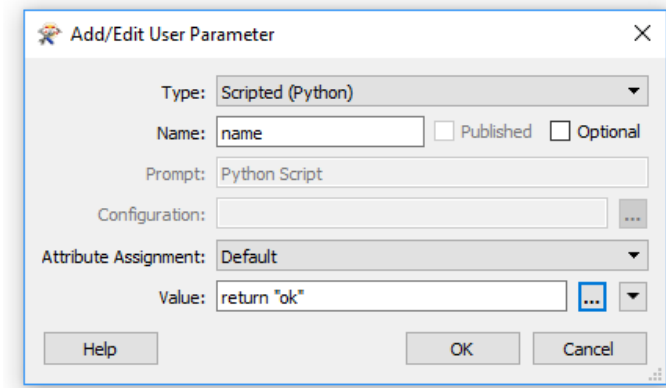 Add/Edit User Parameter
Type: Scripted (Python)
Name: name Published Optional
Prompt: Python Script
Configuration: ...
Attribute Assignment: Default
Value: return "ok" ...
Help OK Cancel